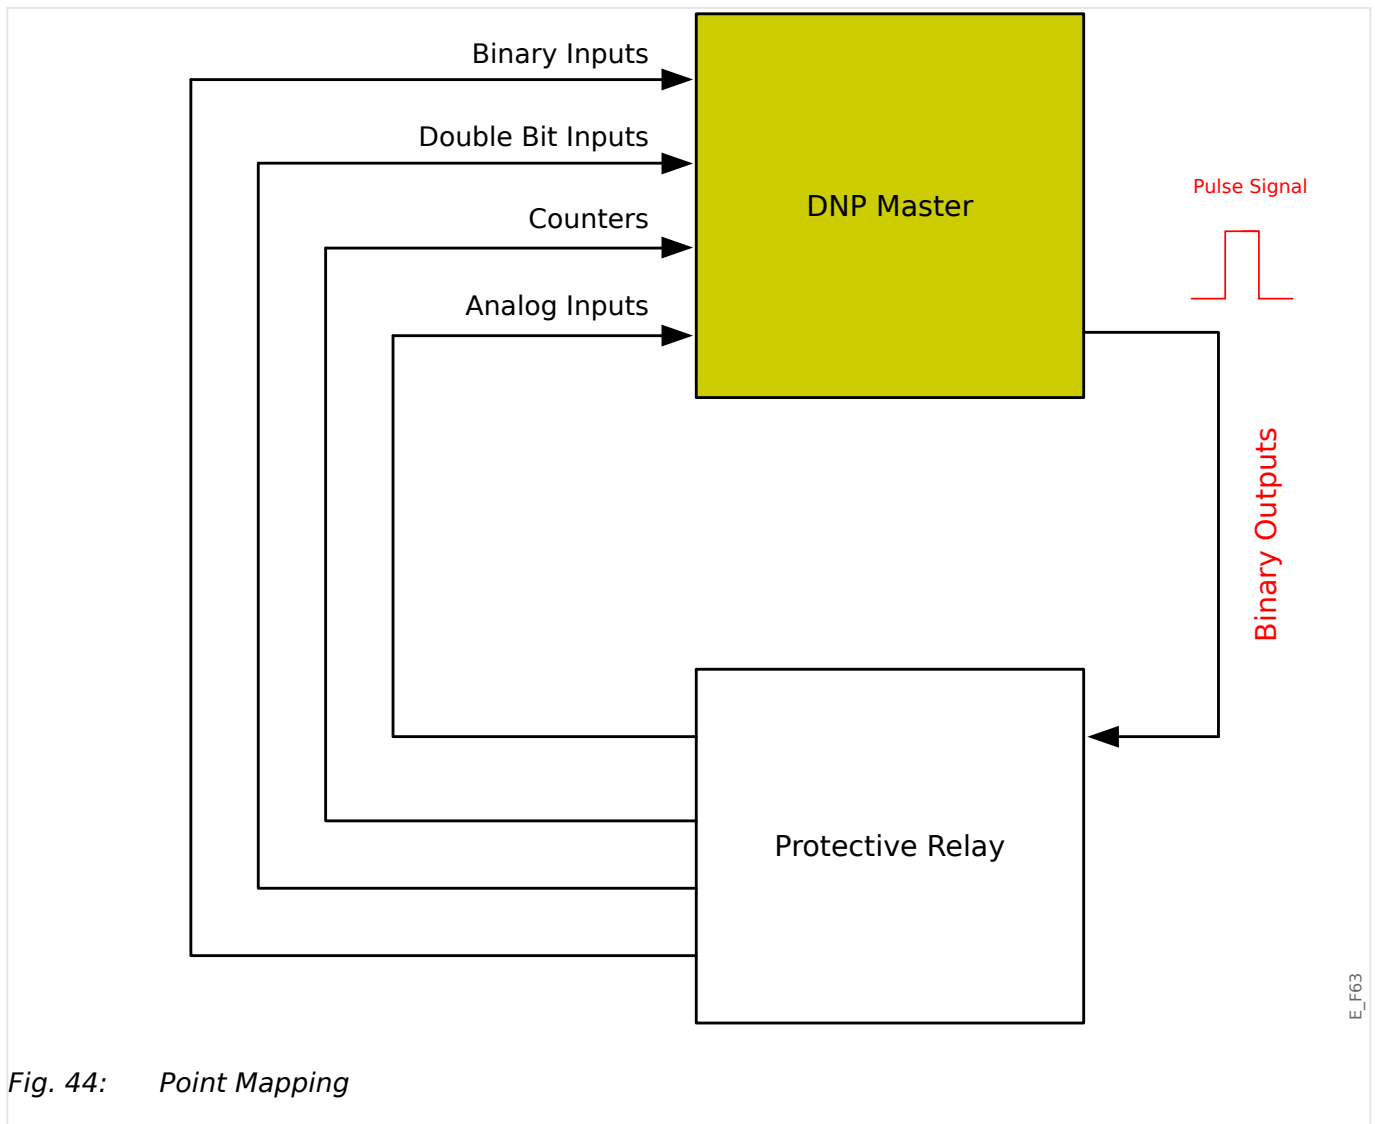 Binary Inputs
Double Bit Inputs
Counters
Analog Inputs
DNP Master
Pulse Signal
Binary Outputs
Protective Relay
E_F63
Fig. 44: Point Mapping